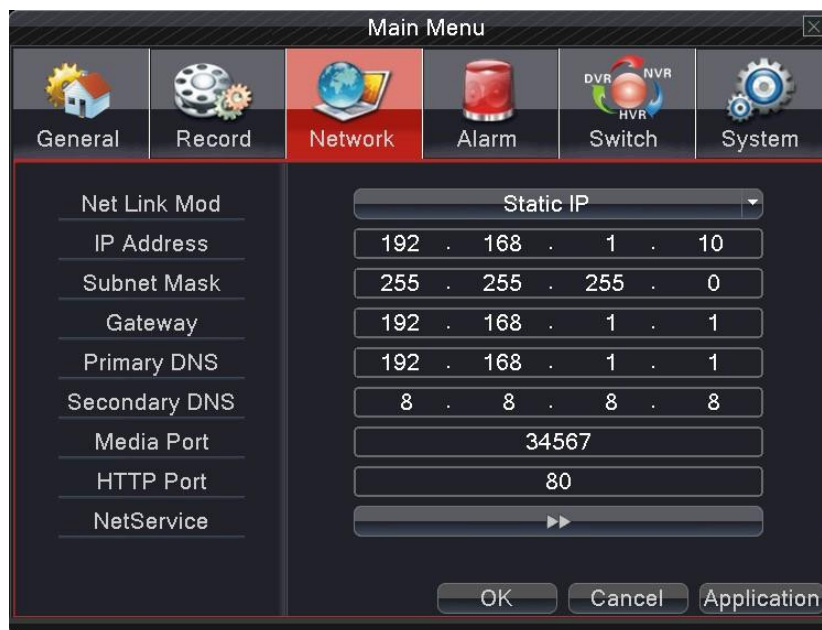 Main Menu
DVR NVR
HVR
General Record Network Alarm Switch System
Net Link Mod Static IP
IP Address 192 . 168 . 1 . 10
Subnet Mask 255 . 255 . 255 . 0
Gateway 192 . 168 . 1 . 1
Primary DNS 192 . 168 . 1 . 1
Secondary DNS 8 . 8 . 8 . 8
Media Port 34567
HTTP Port 80
NetService
OK Cancel Application